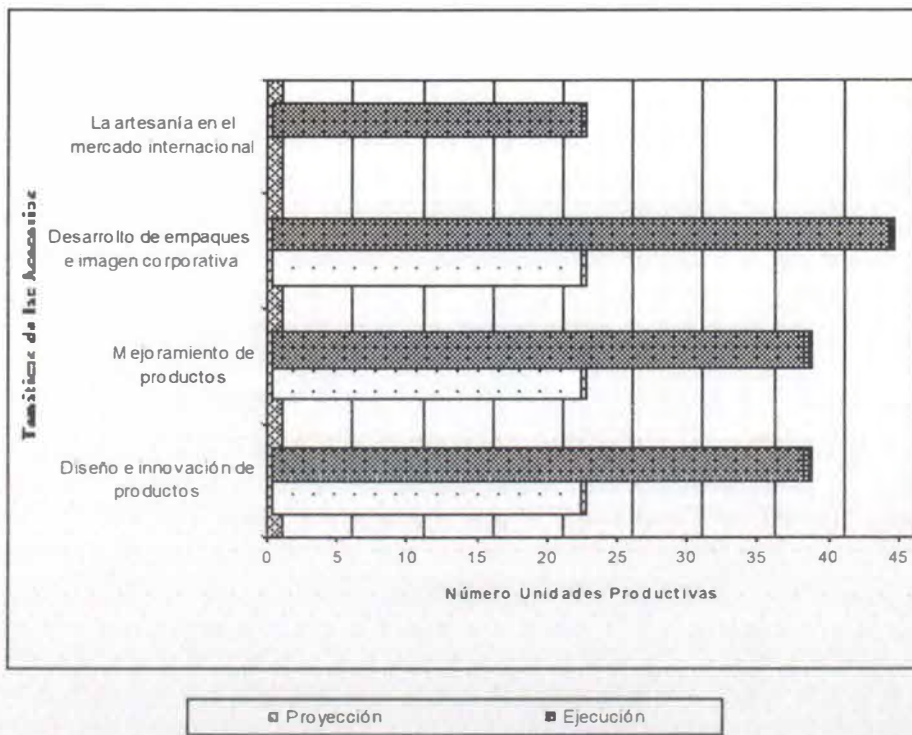 La artesanía en el
mercado internacional
Desarrollo de empaques
e imagen corporativa
Mejoramiento de
productos
Diseño e innovación de
productos
0 5 10 15 20 25 30 35 40 45
Número Unidades Productivas
Proyección Ejecución